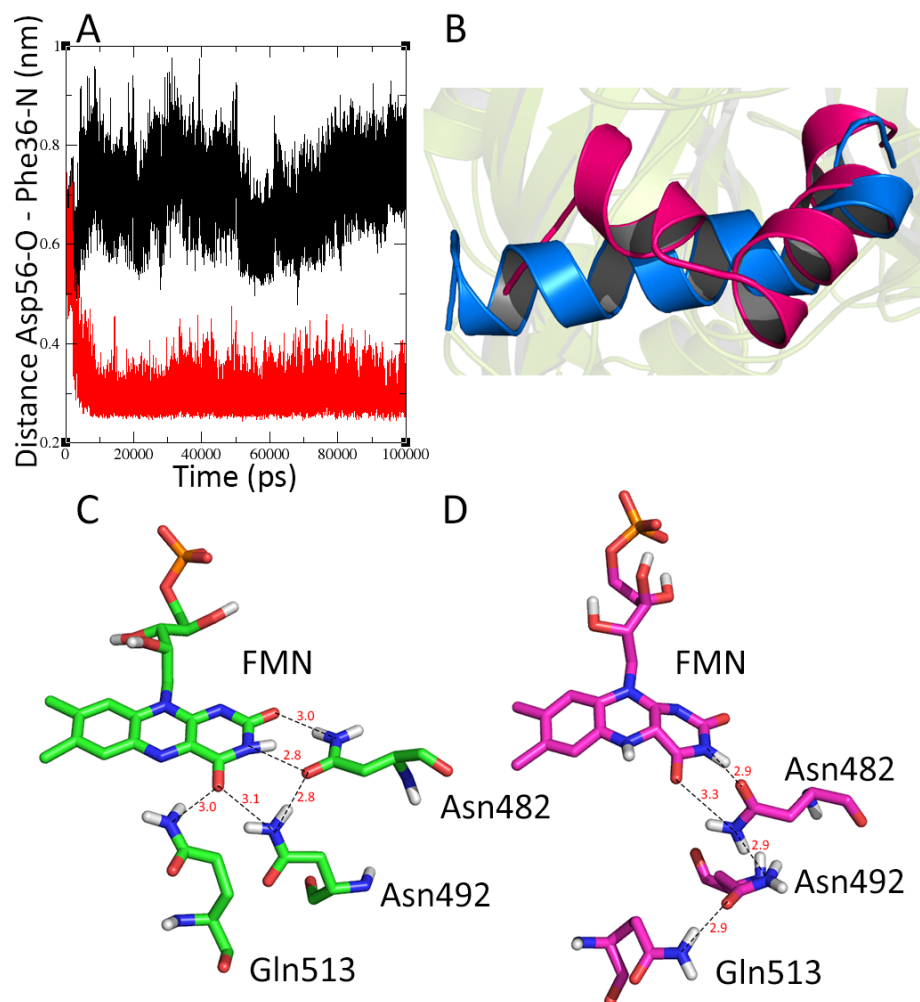 A
B
Distance Asp56-O - Phe36-N (nm)
1
0.8
0.6
0.4
0.2
0 20000 40000 60000 80000 100000
Time (ps)
C
D
FMN
FMN
3.0
2.8
2.8
3.0
3.1
Asn482
Asn492
Gln513
2.9
3.3
Asn482
2.9
Asn492
2.9
Gln513